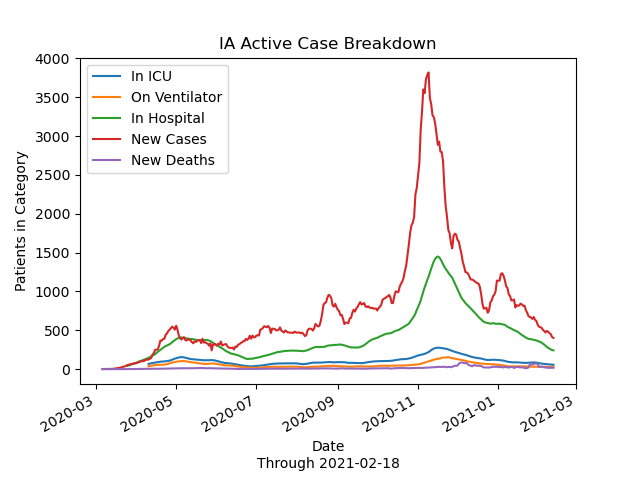 IA Active Case Breakdown
In ICU
On Ventilator
In Hospital
New Cases
New Deaths
Patients in Category
4000
3500
3000
2500
2000
1500
1000
500
0
2020-03
2020-05
2020-07
2020-09
2020-11
2021-01
2021-03
Date
Through 2021-02-18